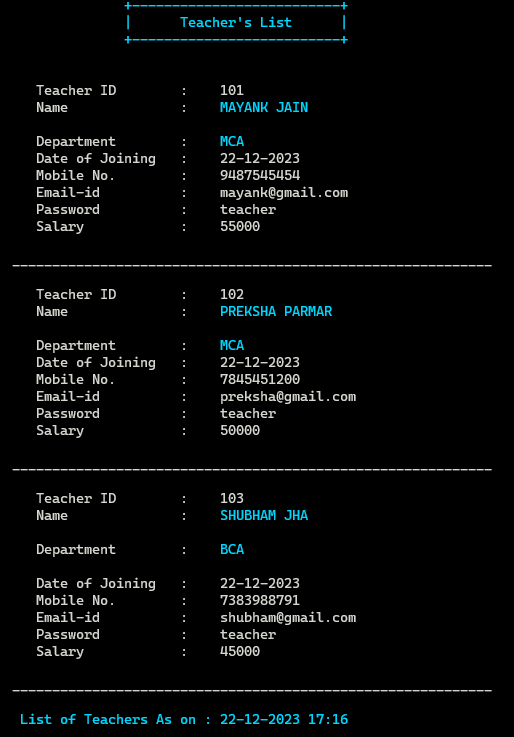 +--------------------------+
|      Teacher's List      |
+--------------------------+
Teacher ID        :    101
Name              :    MAYANK JAIN
Department        :    MCA
Date of Joining   :    22-12-2023
Mobile No.        :    9487545454
Email-id          :    mayank@gmail.com
Password          :    teacher
Salary            :    55000
------------------------------------------------------------
Teacher ID        :    102
Name              :    PREKSHA PARMAR
Department        :    MCA
Date of Joining   :    22-12-2023
Mobile No.        :    7845451200
Email-id          :    preksha@gmail.com
Password          :    teacher
Salary            :    50000
------------------------------------------------------------
Teacher ID        :    103
Name              :    SHUBHAM JHA
Department        :    BCA
Date of Joining   :    22-12-2023
Mobile No.        :    7383988791
Email-id          :    shubham@gmail.com
Password          :    teacher
Salary            :    45000
------------------------------------------------------------
List of Teachers As on : 22-12-2023 17:16